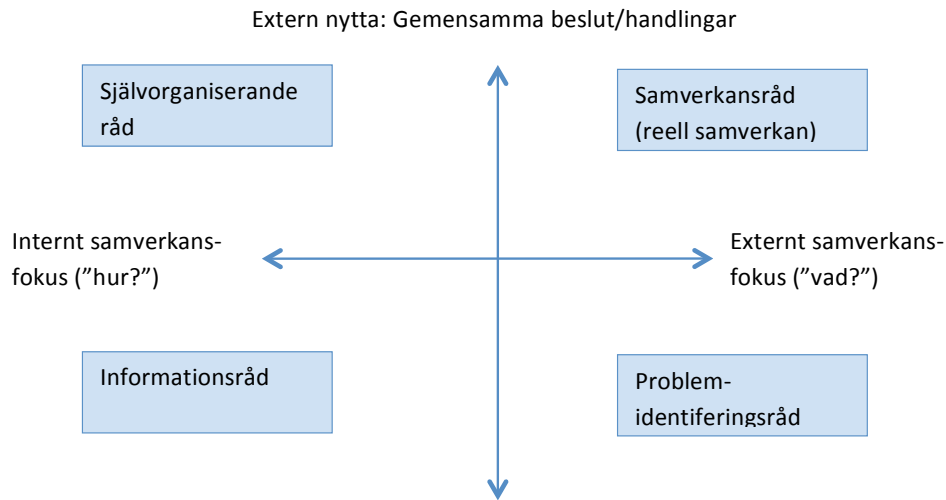 Extern nytta: Gemensamma beslut/handlingar
Självorganiserande
råd
Samverkansråd
(reell samverkan)
Internt samverkans-
fokus (”hur?”)
Externt samverkans-
fokus (”vad?”)
Informationsråd
Problem-
identiferingsråd